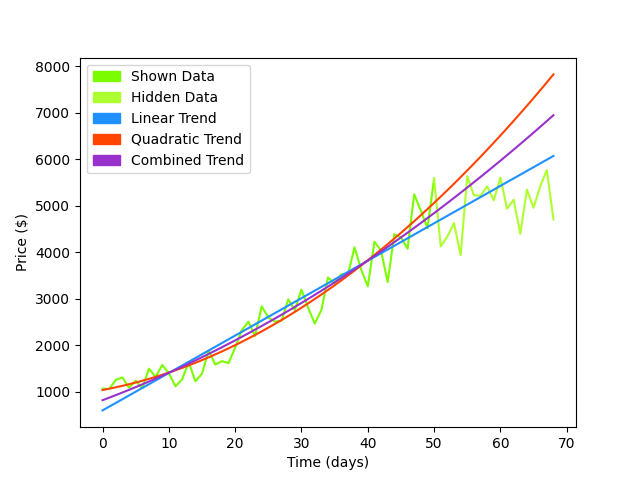 8000
7000
6000
5000
4000
3000
2000
1000
Price ($)
Shown Data
Hidden Data
Linear Trend
Quadratic Trend
Combined Trend
0 10 20 30 40 50 60 70
Time (days)